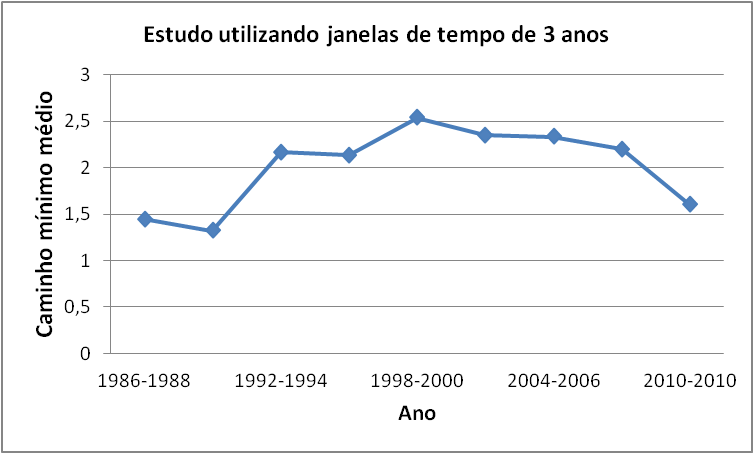 Estudo utilizando janelas de tempo de 3 anos
Caminho mínimo médio
3
2,5
2
1,5
1
0,5
0
1986-1988 1992-1994 1998-2000 2004-2006 2010-2010
Ano